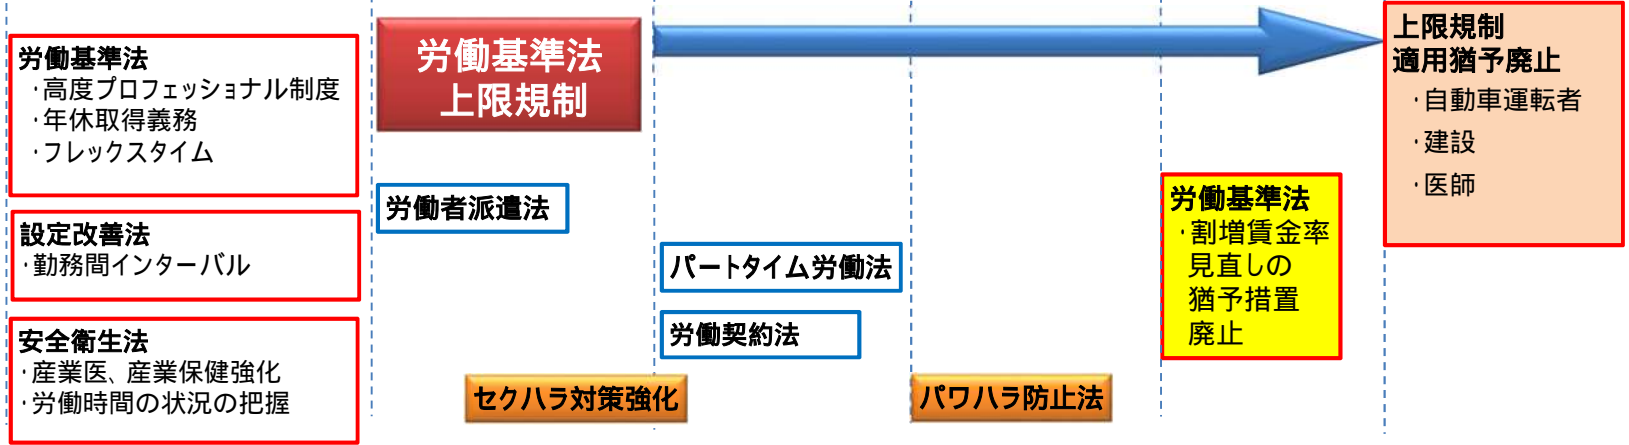 労働基準法
・高度プロフェッショナル制度
・年休取得義務
・フレックスタイム
設定改善法
・勤務間インターバル
安全衛生法
・産業医、産業保健強化
・労働時間の状況の把握
労働基準法
上限規制
労働者派遣法
パートタイム労働法
労働契約法
セクハラ対策強化
パワハラ防止法
労働基準法
・割増賃金率
見直しの
猶予措置
廃止
上限規制
適用猶予廃止
・自動車運転者
・建設
・医師